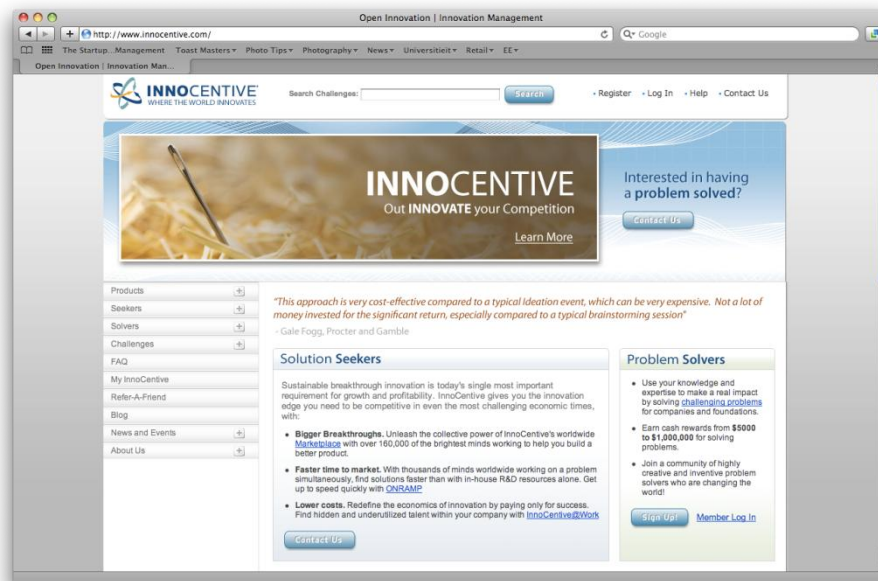 Open Innovation | Innovation Management
http://www.innocentive.com/
Google
The Startup...Management Toast Masters Photo Tips Photography News Universitieit Retail EE
Open Innovation | Innovation Man...
INNOCENTIVE
WHERE THE WORLD INNOVATES
Search Challenges:
Search
Register Log In Help Contact Us
INNOCENTIVE
Out INNOVATE your Competition
Learn More
Interested in having
a problem solved?
Contact Us
Products
Seekers
Solvers
Challenges
FAQ
My InnoCentive
Refer-A-Friend
Blog
News and Events
About Us
"This approach is very cost-effective compared to a typical Ideation event, which can be very expensive. Not a lot of
money invested for the significant return, especially compared to a typical brainstorming session"
- Gale Fogg, Procter and Gamble
Solution Seekers
Sustainable breakthrough innovation is today's single most important
requirement for growth and profitability. InnoCentive gives you the innovation
edge you need to be competitive in even the most challenging economic times,
with:
• Bigger Breakthroughs. Unleash the collective power of InnoCentive's worldwide
Marketplace with over 160,000 of the brightest minds working to help you build a
better product.
• Faster time to market. With thousands of minds worldwide working on a problem
simultaneously, find solutions faster than with in-house R&D resources alone. Get
up to speed quickly with ONRAMP
• Lower costs. Redefine the economics of innovation by paying only for success.
Find hidden and underutilized talent within your company with InnoCentive@Work
Contact Us
Problem Solvers
• Use your knowledge and
expertise to make a real impact
by solving challenging problems
for companies and foundations.
• Earn cash rewards from $5000
to $1,000,000 for solving
problems.
• Join a community of highly
creative and inventive problem
solvers who are changing the
world!
Sign Up!
Member Log In